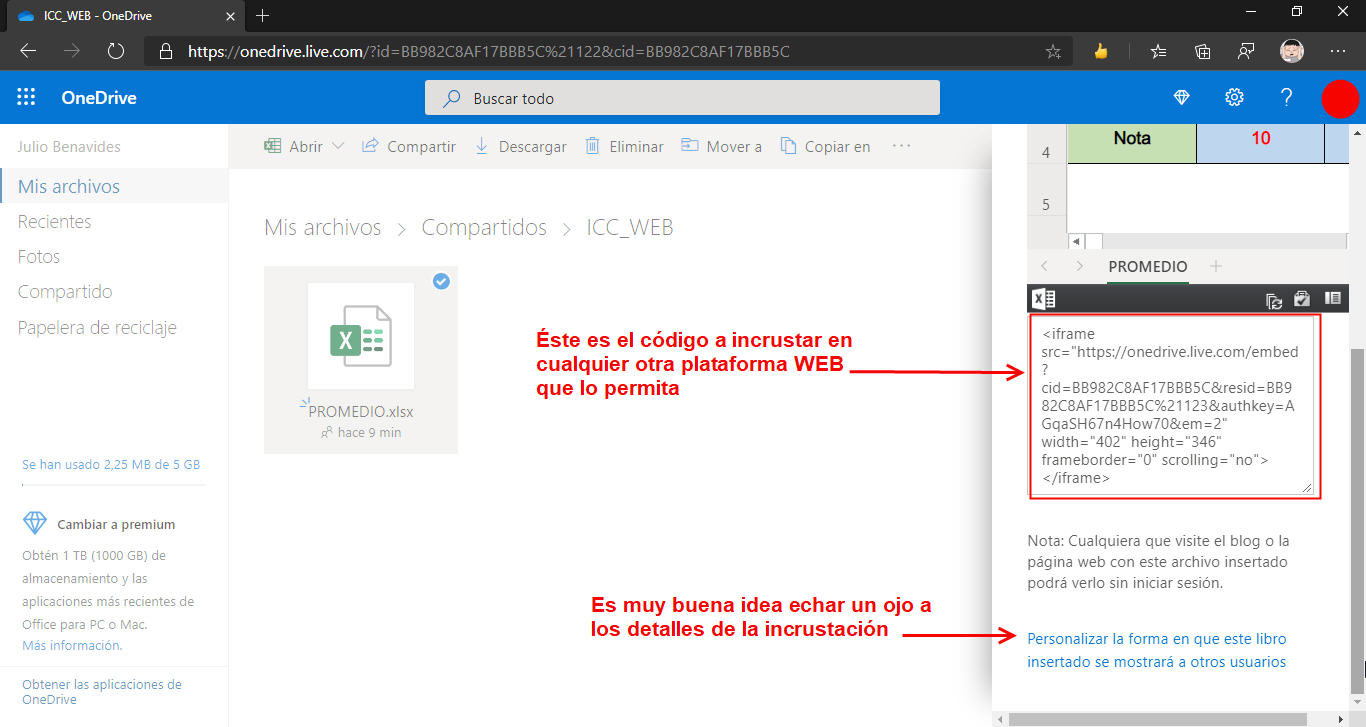 ICC_WEB - OneDrive
https://onedrive.live.com/?id=BB982C8AF17BBB5C%21122&cid=BB982C8AF17BBB5C
OneDrive
Buscar todo
Julio Benavides
Mis archivos
Recientes
Fotos
Compartido
Papelera de reciclaje
Se han usado 2,25 MB de 5 GB
Cambiar a premium
Obtén 1 TB (1000 GB) de
almacenamiento y las
aplicaciones más recientes de
Office para PC o Mac.
Más información.
Obtener las aplicaciones de
OneDrive
Abrir Compartir Descargar Eliminar Mover a Copiar en ...
Mis archivos > Compartidos > ICC_WEB
X
PROMEDIO.xlsx
hace 9 min
Éste es el código a incrustar en
cualquier otra plataforma WEB
que lo permita
Es muy buena idea echar un ojo a
los detalles de la incrustación
4 Nota 10
5
PROMEDIO
<iframe
src="https://onedrive.live.com/embed
?
cid=BB982C8AF17BBB5C&resid=BB9
82C8AF17BBB5C%21123&authkey=A
GqaSH67n4How70&em=2"
width="402" height="346"
frameborder="0" scrolling="no">
</iframe>
Nota: Cualquiera que visite el blog o la
página web con este archivo insertado
podrá verlo sin iniciar sesión.
Personalizar la forma en que este libro
insertado se mostrará a otros usuarios